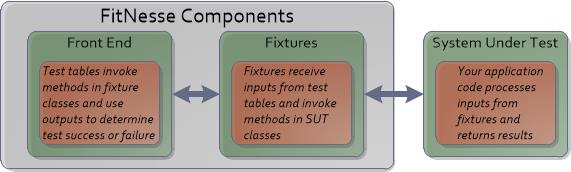 FitNesse Components
Front End
Test tables invoke
methods in fixture
classes and use
outputs to determine
test success or failure
Fixtures
Fixtures receive
inputs from test
tables and invoke
methods in SUT
classes
System Under Test
Your application
code processes
inputs from
fixtures and
returns results